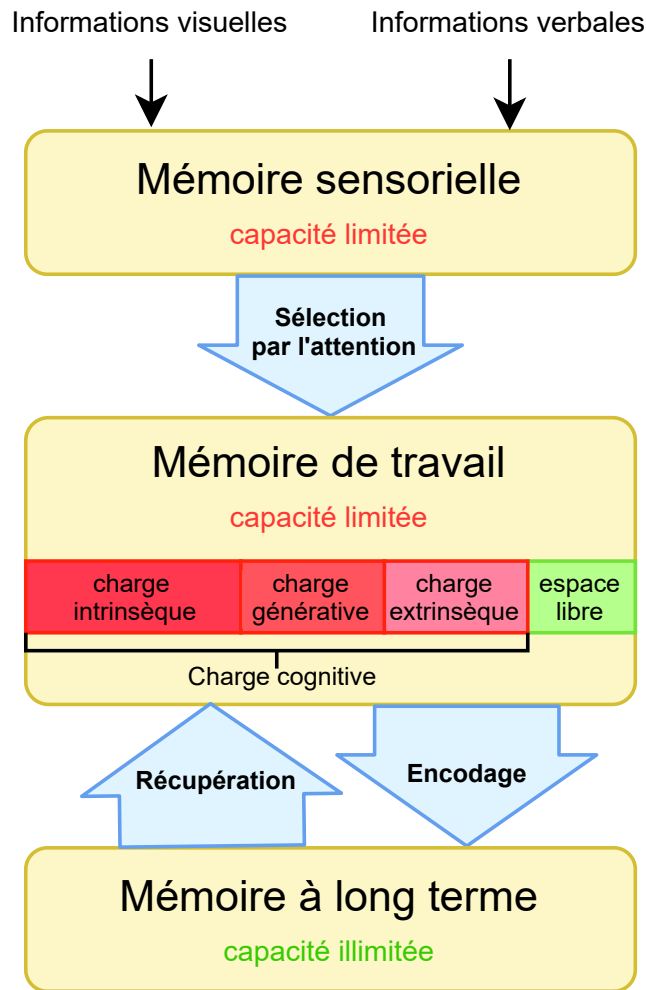 Informations visuelles
Informations verbales
Mémoire sensorielle
capacité limitée
Sélection
par l'attention
Mémoire de travail
capacité limitée
charge
intrinsèque
charge
générative
charge
extrinsèque
espace
libre
Charge cognitive
Récupération
Encodage
Mémoire à long terme
capacité illimitée